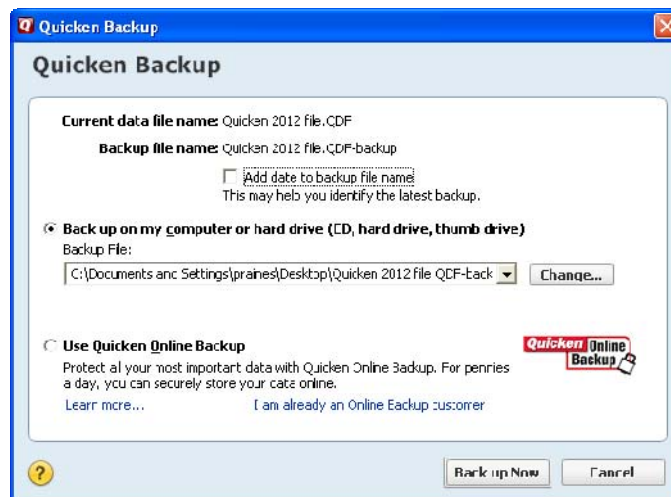 Quicken Backup
Quicken Backup
Current data file name: Quicken 2012 file.QDF
Backup file name: Quicken 2012 file.QDF-backup
Add date to backup file name
This may help you identify the latest backup.
Back up on my computer or hard drive (CD, hard drive, thumb drive)
Backup File:
C:\Documents and Settings\praines\Desktop\Quicken 2012 file QDF-back
Change...
Use Quicken Online Backup
Quicken Online
Backup
Protect all your most important data with Quicken Online Backup. For pennies
a day, you can securely store your data online.
Learn more...
I am already an Online Backup customer
?
Back up Now
Cancel